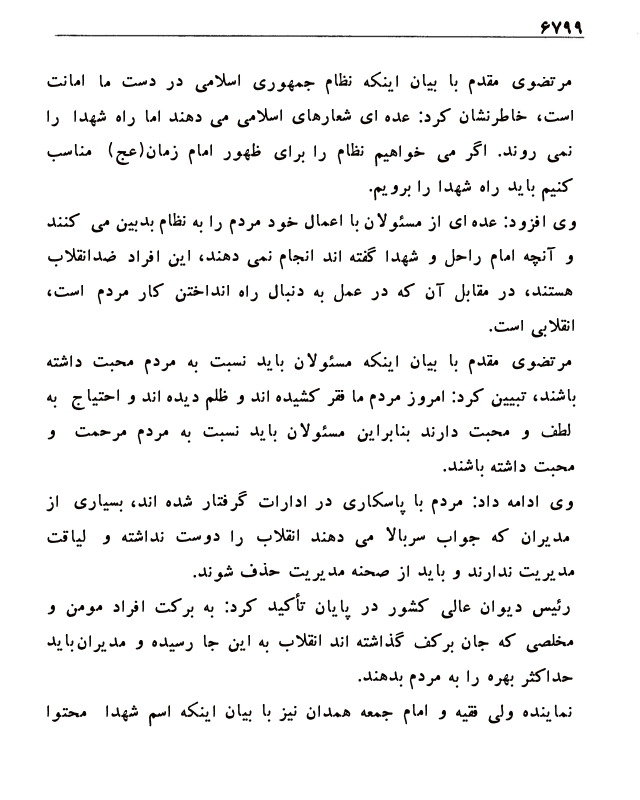 ۶۷۹۹
مرتضوی مقدم با بیان اینکه نظام جمهوری اسلامی در دست ما امانت
است، خاطرنشان کرد: عده ای شعارهای اسلامی می دهند اما راه شهدا را
نمی روند. اگر می خواهیم نظام را برای ظهور امام زمان(عج) مناسب
کنیم باید راه شهدا را برویم.
وی افزود: عده ای از مسئولان با اعمال خود مردم را به نظام بدبین می کنند
و آنچه امام راحل و شهدا گفته اند انجام نمی دهند، این افراد ضدانقلاب
هستند، در مقابل آن که در عمل به دنبال راه انداختن کار مردم است،
انقلابی است.
مرتضوی مقدم با بیان اینکه مسئولان باید نسبت به مردم محبت داشته
باشند، تبیین کرد: امروز مردم ما فقر کشیده اند و ظلم دیده اند و احتیاج به
لطف و محبت دارند بنابراین مسئولان باید نسبت به مردم مرحمت و
محبت داشته باشند.
وی ادامه داد: مردم با پاسکاری در ادارات گرفتار شده اند، بسیاری از
مدیران که جواب سربالا می دهند انقلاب را دوست نداشته و لیاقت
مدیریت ندارند و باید از صحنه مدیریت حذف شوند.
رئیس دیوان عالی کشور در پایان تأکید کرد: به برکت افراد مومن و
مخلصی که جان برکف گذاشته اند انقلاب به این جا رسیده و مدیران باید
حداکثر بهره را به مردم بدهند.
نماینده ولی فقیه و امام جمعه همدان نیز با بیان اینکه اسم شهدا محتوا